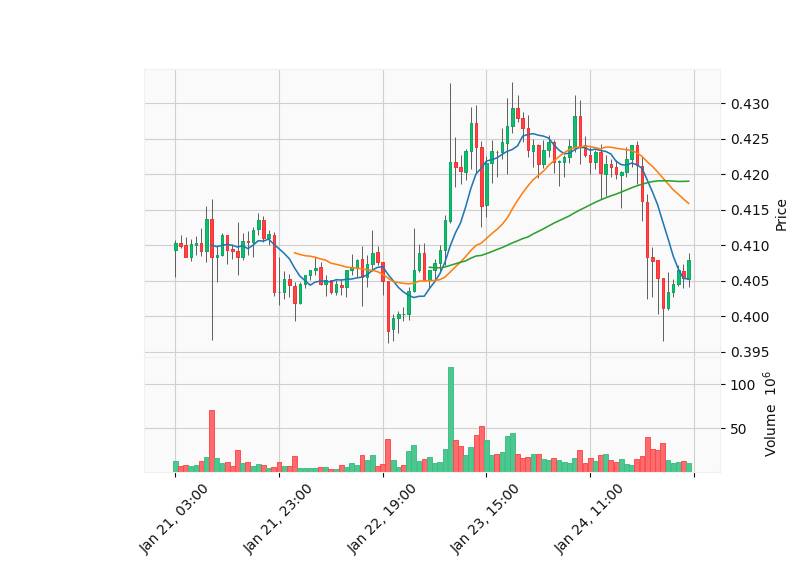 0.430
0.425
0.420
0.415
0.410
0.405
0.400
0.395
Price
100
50
Volume 10^6
Jan 21, 03:00
Jan 21, 23:00
Jan 22, 19:00
Jan 23, 15:00
Jan 24, 11:00